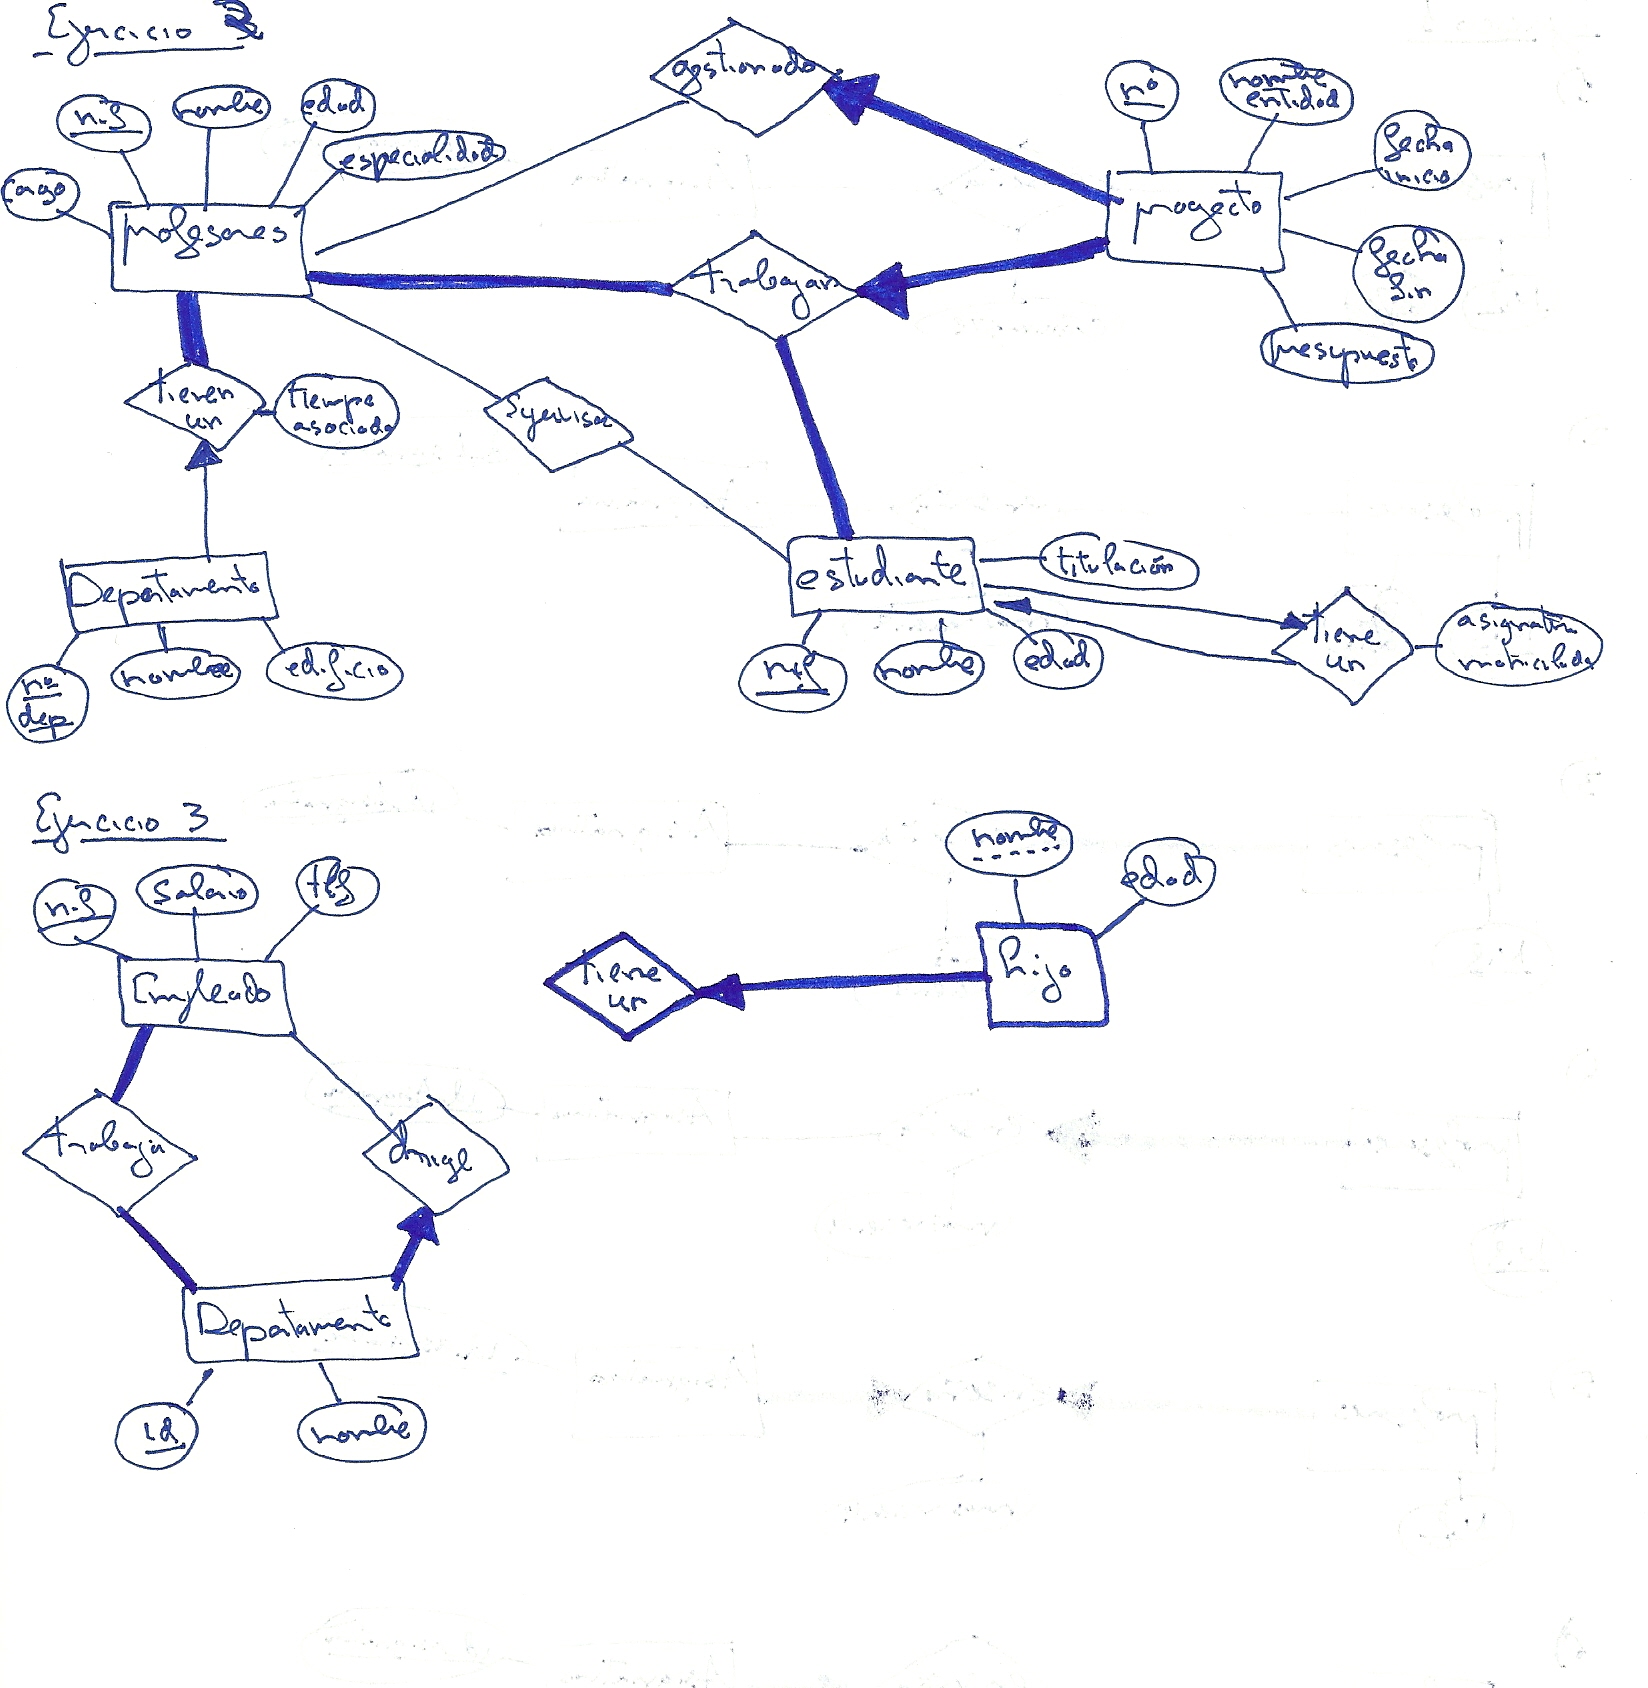 Ejercicio 2
gestionado
nº
nombre
entidad
nif
nombre
edad
especialidad
fecha
inicio
cargo
profesores
proyecto
fecha
fin
trabajan
presupuesto
tienen
un
tiempo
asociado
supervisa
Departamento
estudiante
titulación
nº
dep
nombre
edificio
nif
nombre
edad
tiene
un
asignatura
matriculada
Ejercicio 3
nif
salario
tlf
nombre
edad
Empleado
tiene
un
hijo
trabaja
dirige
Departamento
id
nombre